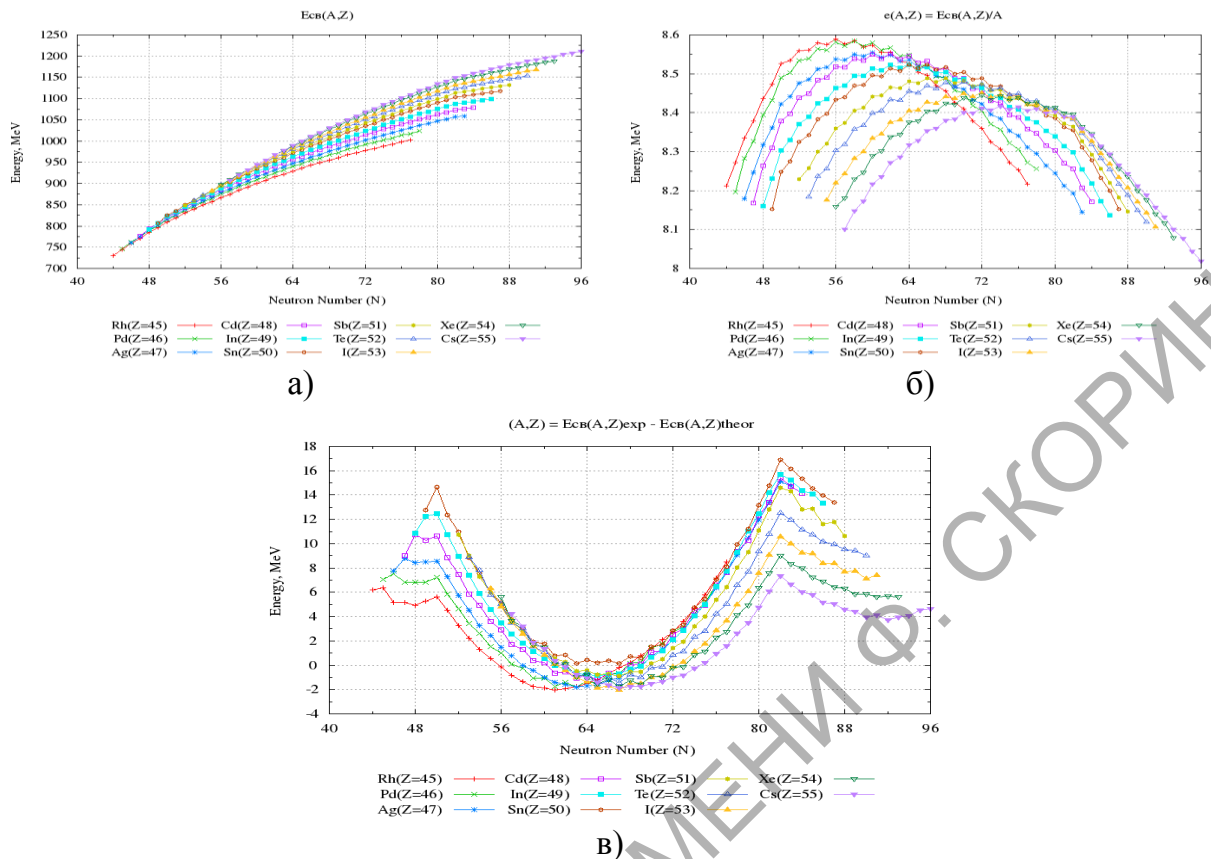 Eсв(A,Z)
1250
1200
1150
1100
1050
1000
950
900
850
800
750
700
Energy, MeV
40 48 56 64 72 80 88 96
Neutron Number (N)
Rh(Z=45) Cd(Z=48) Sb(Z=51) Xe(Z=54)
Pd(Z=46) In(Z=49) Te(Z=52) Cs(Z=55)
Ag(Z=47) Sn(Z=50) I(Z=53)
а)
e(A,Z) = Eсв(A,Z)/A
8.6
8.5
8.4
8.3
8.2
8.1
8
Energy, MeV
40 48 56 64 72 80 88 96
Neutron Number (N)
Rh(Z=45) Cd(Z=48) Sb(Z=51) Xe(Z=54)
Pd(Z=46) In(Z=49) Te(Z=52) Cs(Z=55)
Ag(Z=47) Sn(Z=50) I(Z=53)
б)
(A,Z) = Eсв(A,Z)exp - Eсв(A,Z)theor
18
16
14
12
10
8
6
4
2
0
-2
-4
Energy, MeV
40 48 56 64 72 80 88 96
Neutron Number (N)
Rh(Z=45) Cd(Z=48) Sb(Z=51) Xe(Z=54)
Pd(Z=46) In(Z=49) Te(Z=52) Cs(Z=55)
Ag(Z=47) Sn(Z=50) I(Z=53)
в)
МЕНИ Ф. СКОРИН